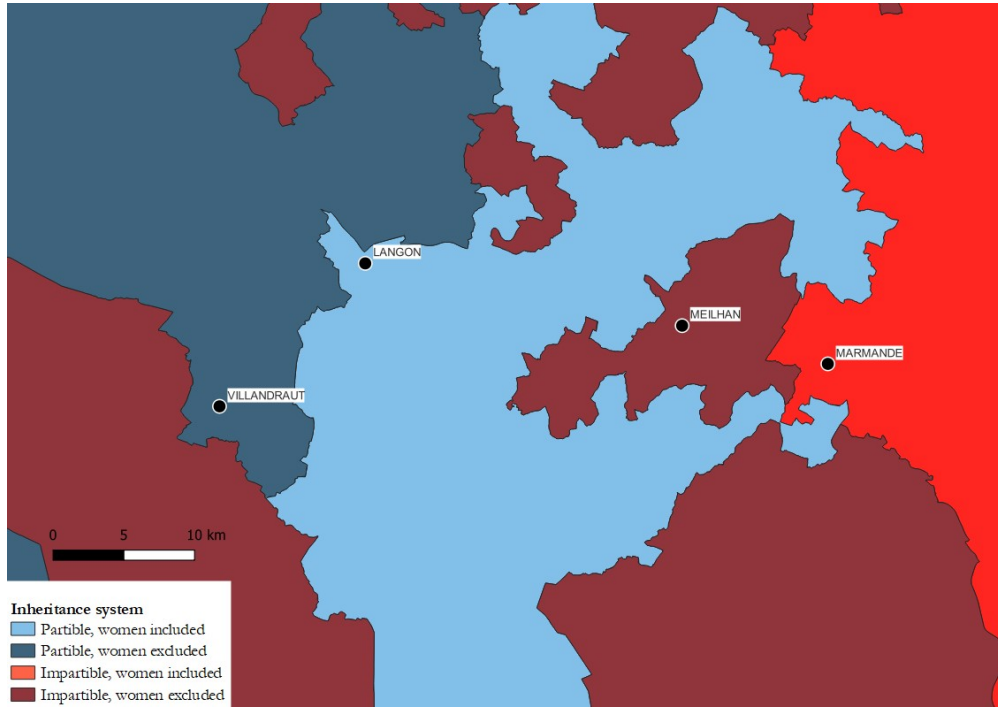 LANGON
MEILHAN
MARMANDE
VILLANDRAUT
0 5 10 km
Inheritance system
Partible, women included
Partible, women excluded
Impartible, women included
Impartible, women excluded